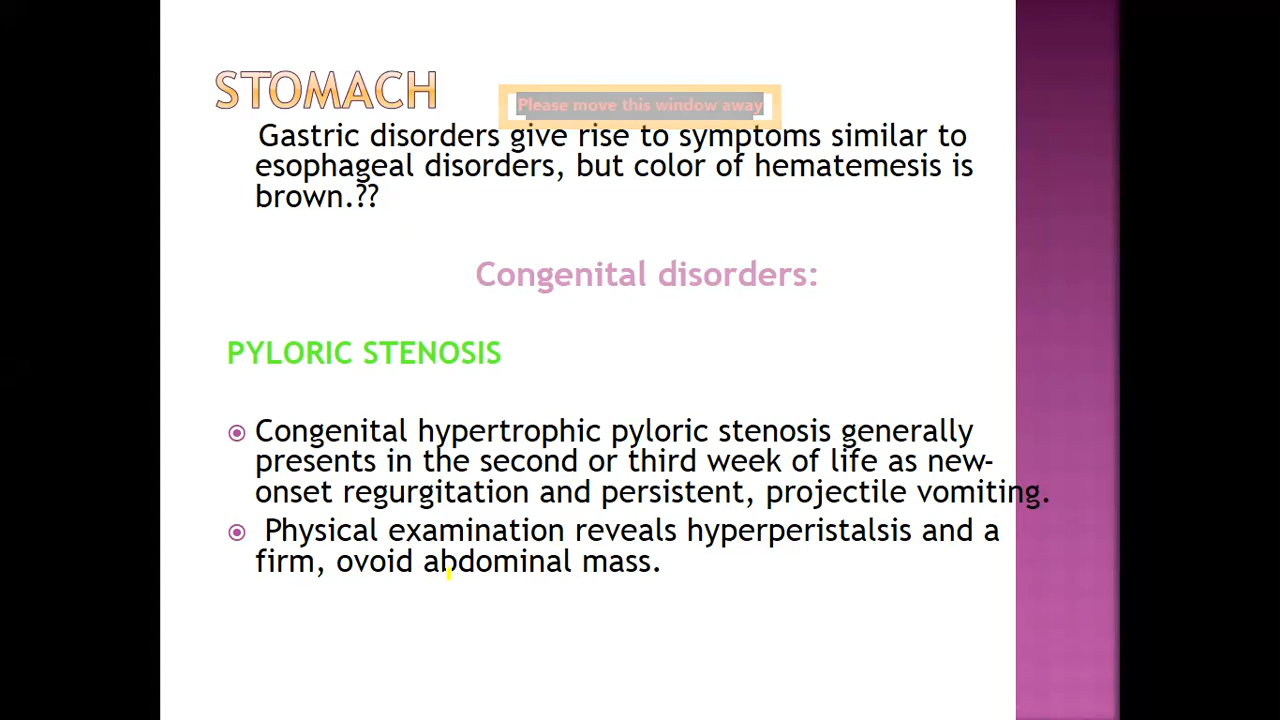 STOMACH
Please move this window away
Gastric disorders give rise to symptoms similar to
esophageal disorders, but color of hematemesis is
brown.??
Congenital disorders:
PYLORIC STENOSIS
Congenital hypertrophic pyloric stenosis generally
presents in the second or third week of life as new-
onset regurgitation and persistent, projectile vomiting.
Physical examination reveals hyperperistalsis and a
firm, ovoid abdominal mass.